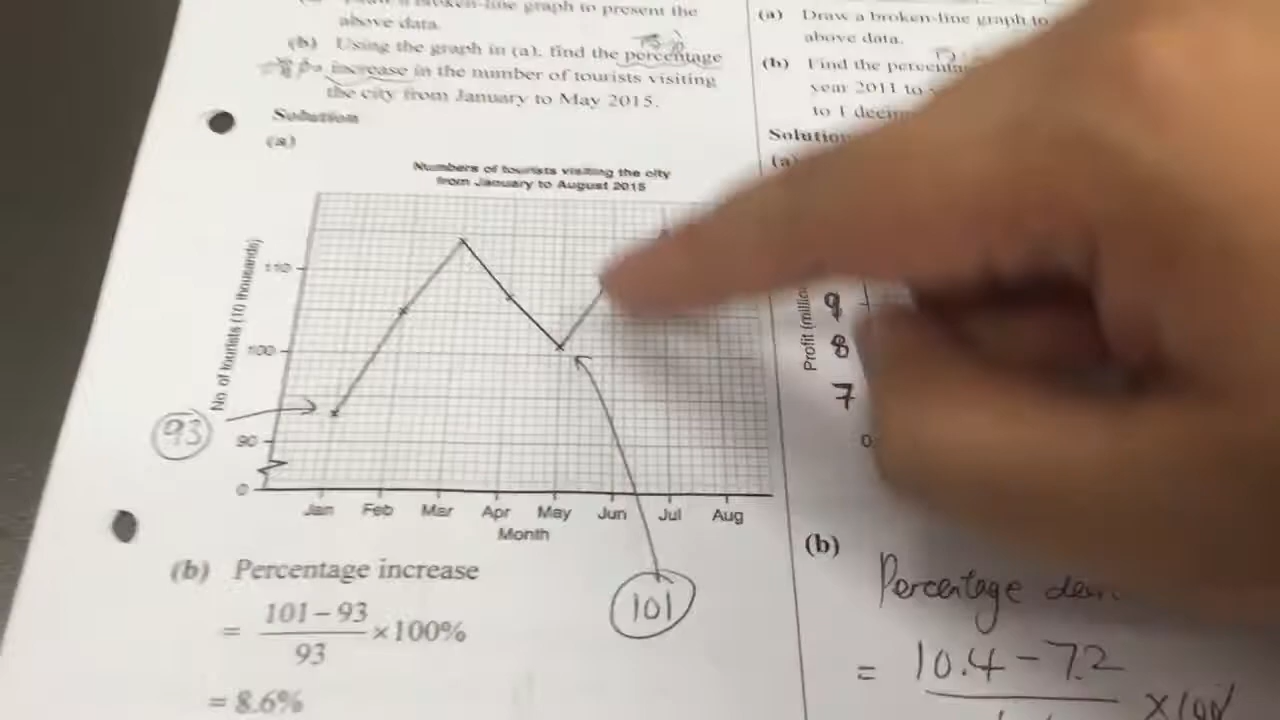 above data.
(b) Using the graph in (a), find the percentage
increase in the number of tourists visiting
the city from January to May 2015.
Solution
(a)
Numbers of tourists visiting the city
from January to August 2015
No of tourists (10 thousands)
110
100
90
0
93
Jan Feb Mar Apr May Jun Jul Aug
Month
101
(b) Percentage increase
= 101 – 93
93
×100%
= 8.6%
(a) Draw a broken-line graph to
above data.
(b) Find the
year 2011 to
to 1
Solution
(a)
Profit
9
8
7
0
(b)
Percentage
= 10.4 – 7.2